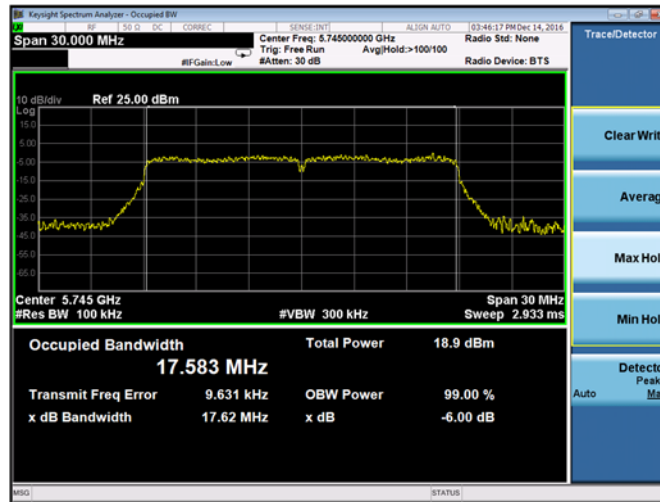 Keysight Spectrum Analyzer - Occupied BW
RF 50 Ω DC CORREC SENSE:INT ALIGN AUTO 03:46:17 PM Dec 14, 2016
Span 30.000 MHz Center Freq: 5.745000000 GHz Radio Std: None
Trig: Free Run Avg|Hold:>100/100
#IFGain:Low #Atten: 30 dB Radio Device: BTS
10 dB/div Ref 25.00 dBm
Log
15.0
5.00
-5.00
-15.0
-25.0
-35.0
-45.0
-55.0
-65.0
Center 5.745 GHz Span 30 MHz
#Res BW 100 kHz #VBW 300 kHz Sweep 2.933 ms
Occupied Bandwidth Total Power 18.9 dBm
17.583 MHz
Transmit Freq Error 9.631 kHz OBW Power 99.00 %
x dB Bandwidth 17.62 MHz x dB -6.00 dB
MSG STATUS
Trace/Detector
Clear Writ
Averag
Max Hol
Min Hol
Detecto
Peak
Auto Ma